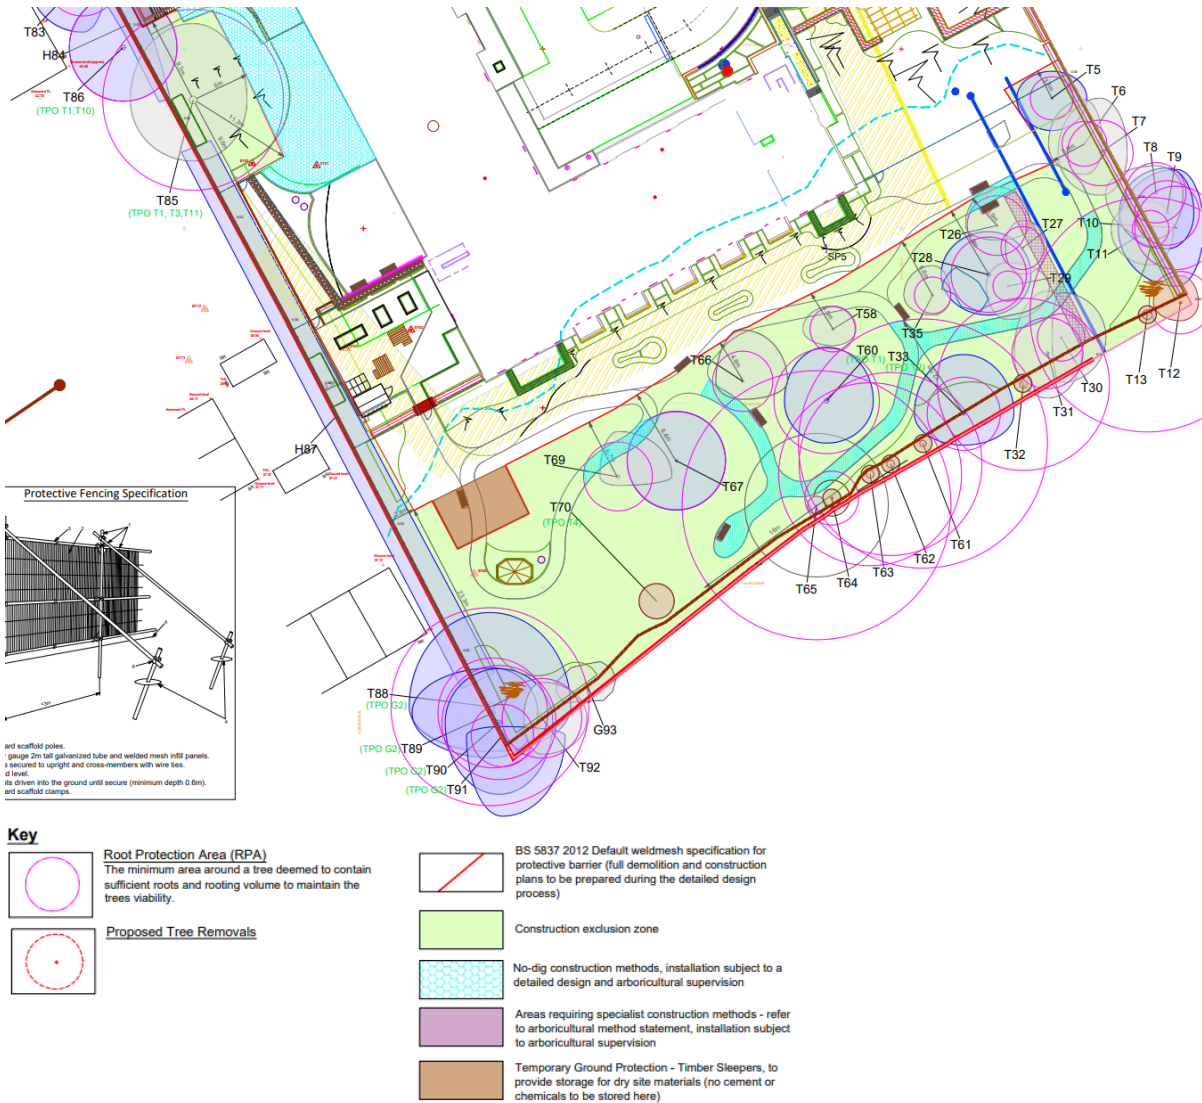 T83
H84
T86
(TPO T1,T10)
T85
(TPO T1, T3,T11)
T5
T6
T7
T8
T9
T10
T11
T26
T27
T28
T29
SP5
T58
T35
T66
T60
(TPO T1)
T33
T30
T31
T13
T12
T32
H87
T69
T67
T70
(TPO T4)
T61
T62
T63
T64
T65
T88
(TPO G2)
(TPO G2)
T89
(TPO G2)
T90
(TPO G2)
T91
T92
G93
Protective Fencing Specification
ard scaffold poles.
gauge 2m tall galvanized tube and welded mesh infill panels.
s secured to upright and cross-members with wire ties.
d level.
driven into the ground until secure (minimum depth 0.6m).
ard scaffold clamps.
Key
Root Protection Area (RPA)
The minimum area around a tree deemed to contain
sufficient roots and rooting volume to maintain the
trees viability.
Proposed Tree Removals
BS 5837 2012 Default weldmesh specification for
protective barrier (full demolition and construction
plans to be prepared during the detailed design
process)
Construction exclusion zone
No-dig construction methods, installation subject to a
detailed design and arboricultural supervision
Areas requiring specialist construction methods - refer
to arboricultural method statement, installation subject
to arboricultural supervision
Temporary Ground Protection - Timber Sleepers, to
provide storage for dry site materials (no cement or
chemicals to be stored here)